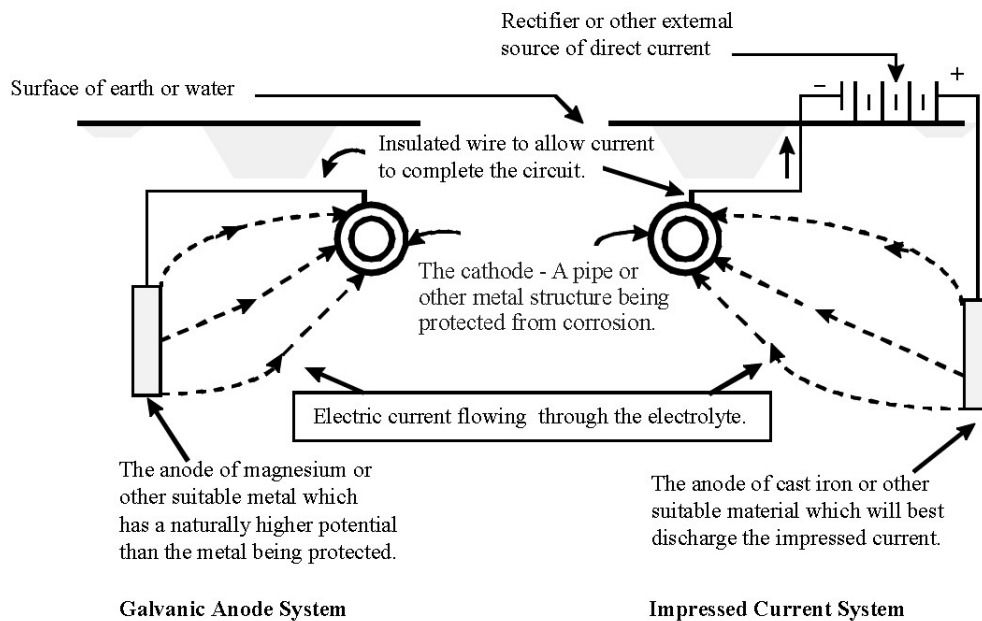 Rectifier or other external
source of direct current
− +
Surface of earth or water
Insulated wire to allow current
to complete the circuit.
The cathode - A pipe or
other metal structure being
protected from corrosion.
Electric current flowing through the electrolyte.
The anode of magnesium or
other suitable metal which
has a naturally higher potential
than the metal being protected.
The anode of cast iron or other
suitable material which will best
discharge the impressed current.
Galvanic Anode System
Impressed Current System